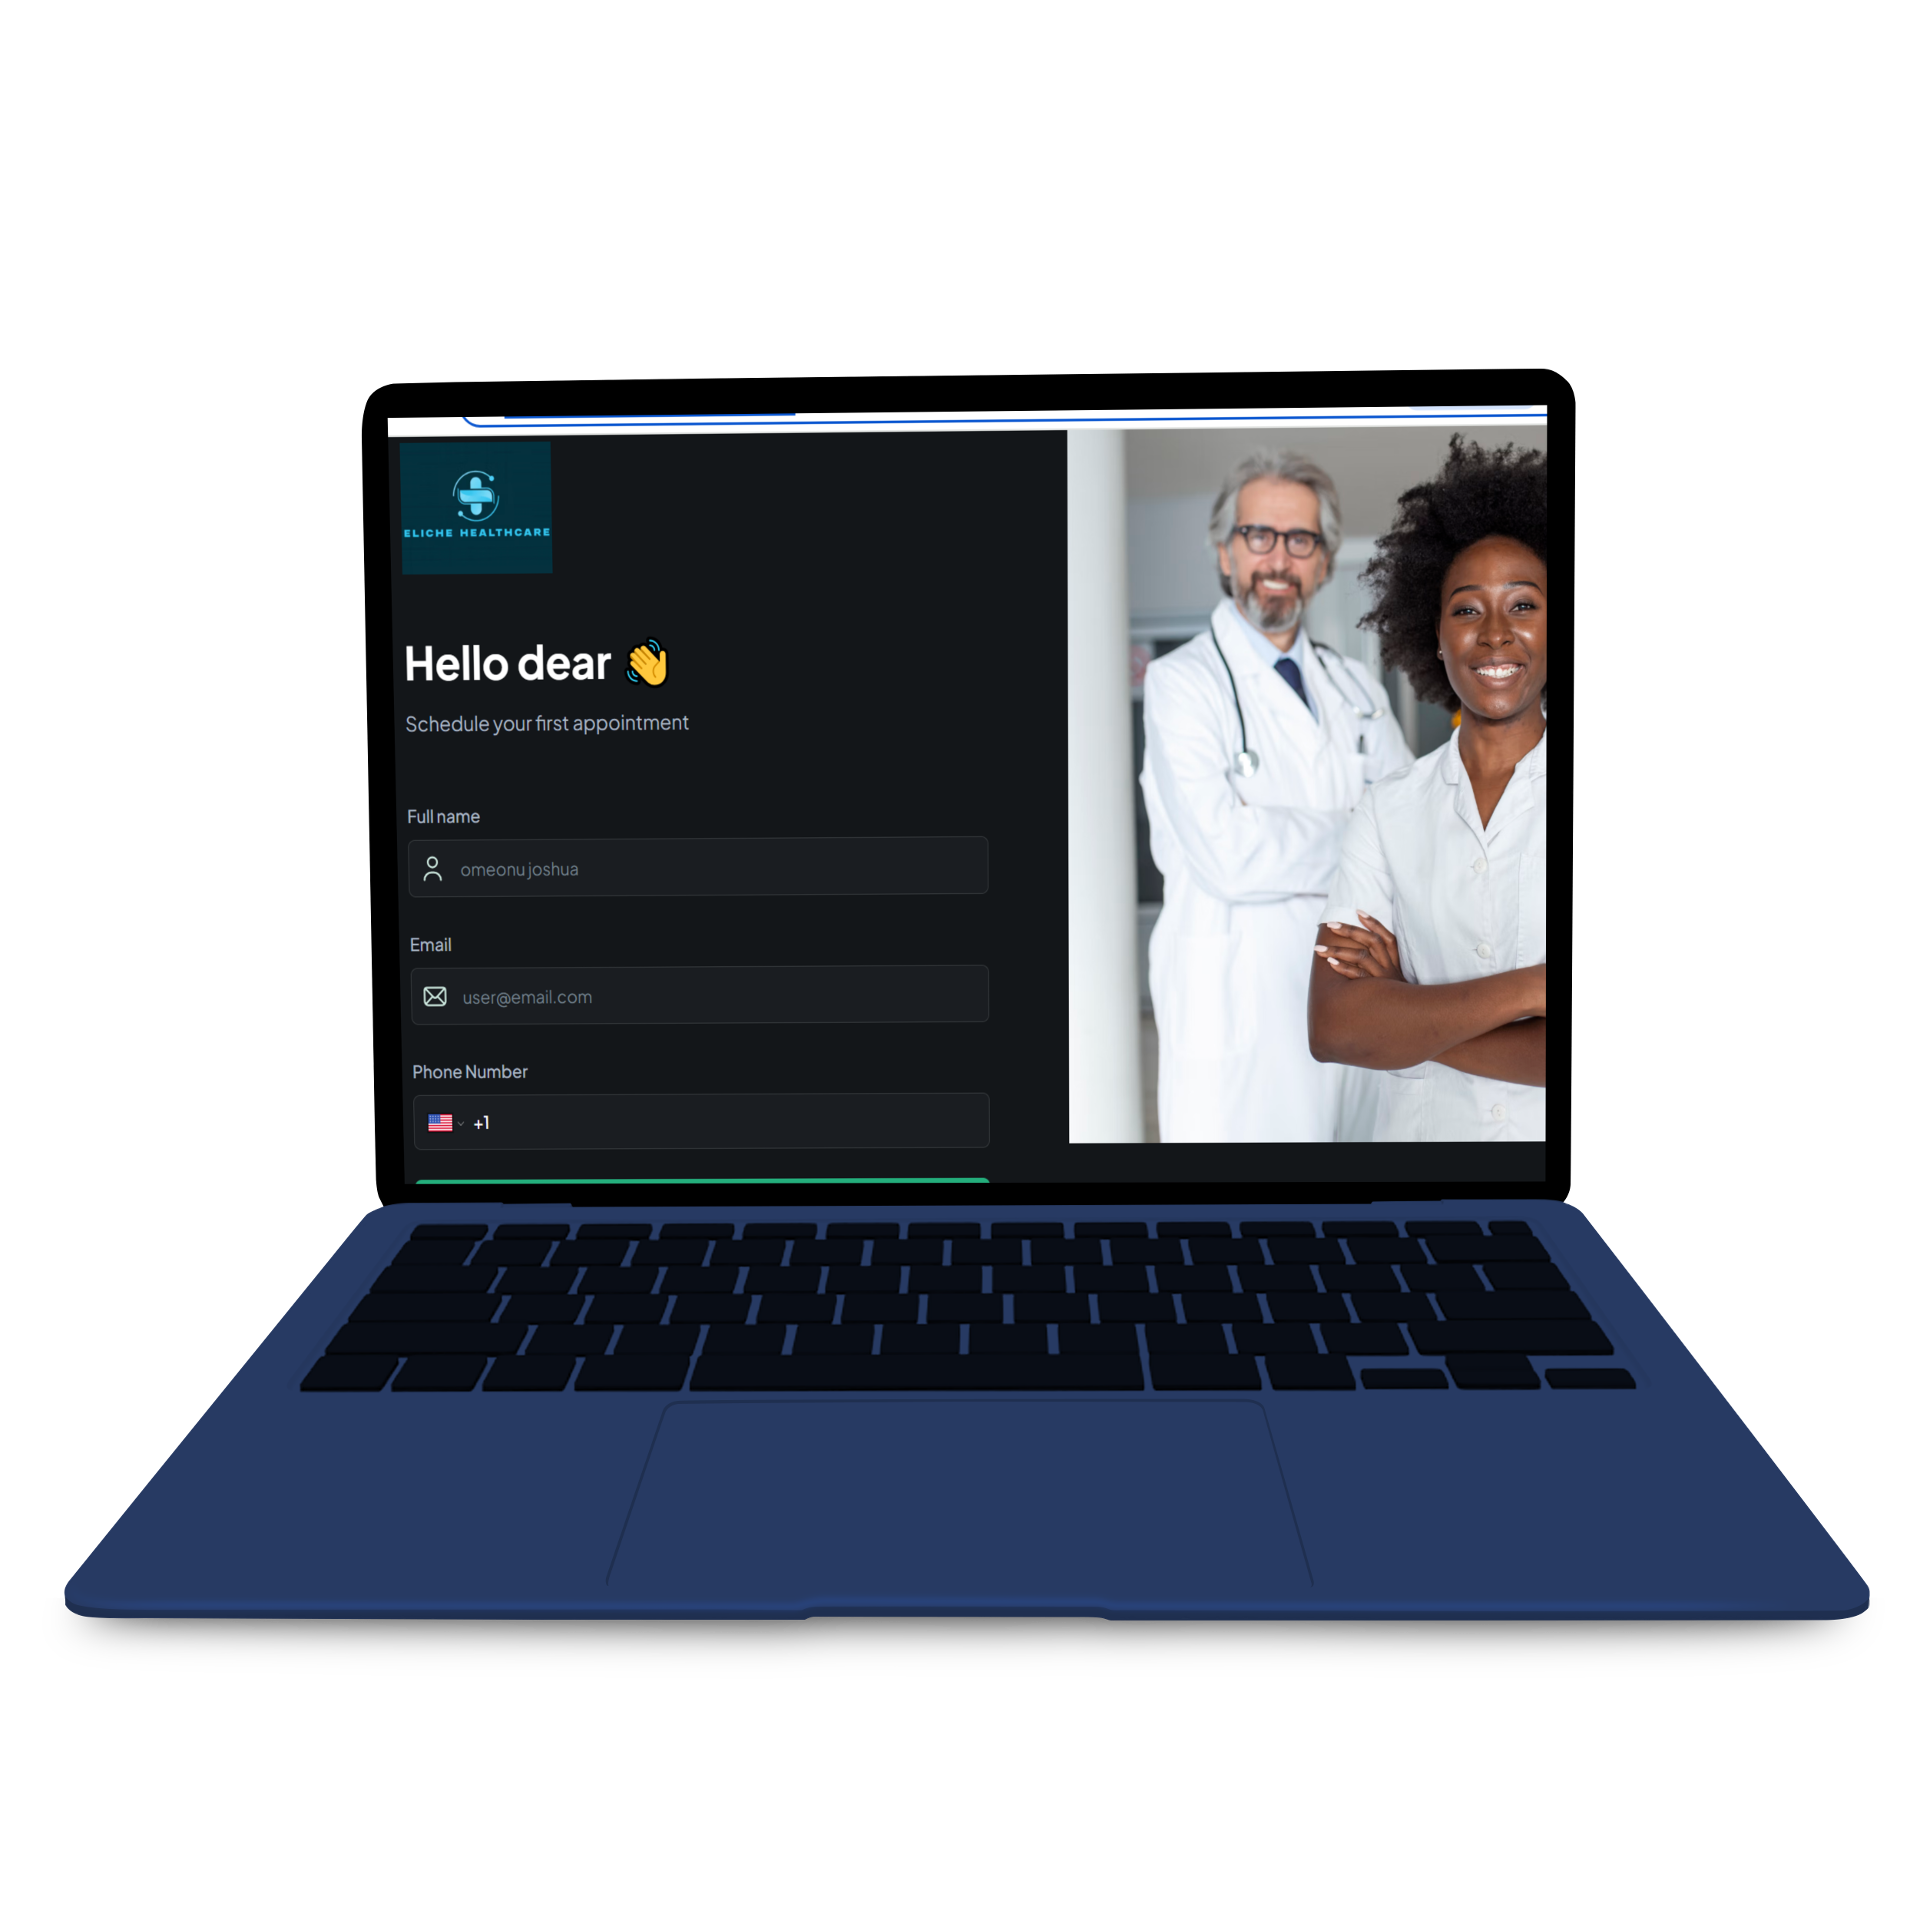 ELICHE HEALTHCARE
Hello dear 👋
Schedule your first appointment
Full name
omeonu joshua
Email
user@email.com
Phone Number
+1